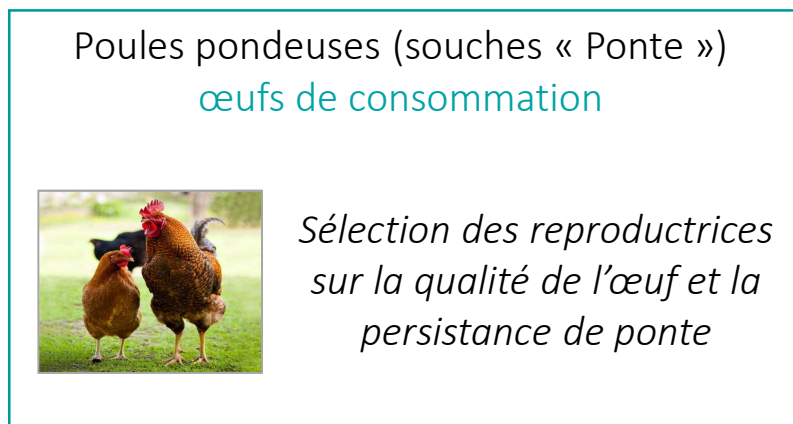 Poules pondeuses (souches « Ponte »)
œufs de consommation
Sélection des reproductrices
sur la qualité de l’œuf et la
persistance de ponte